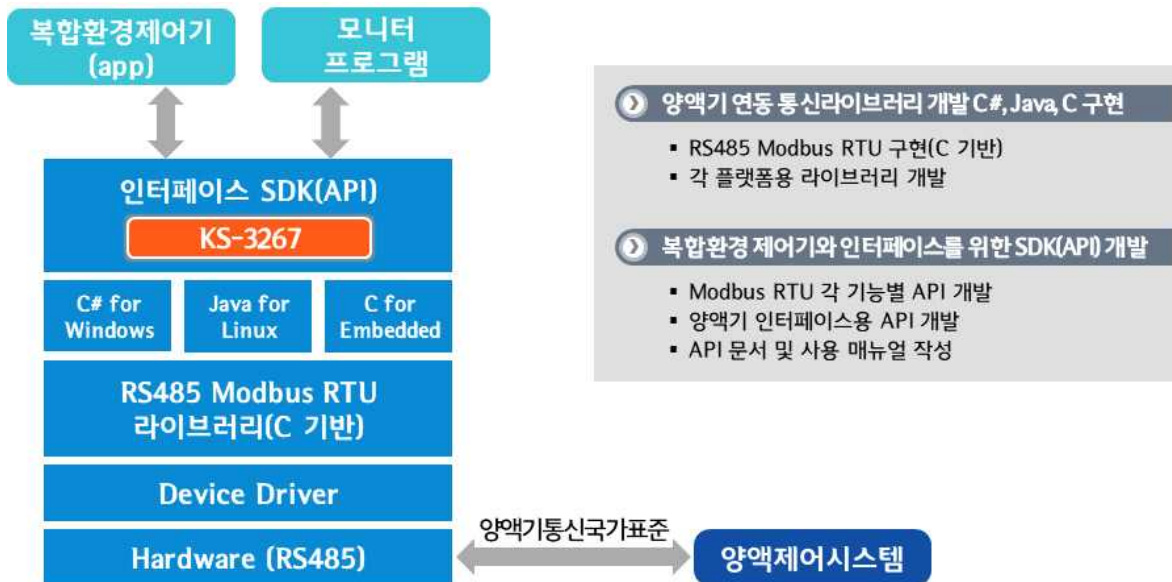 복합환경제어기
(app)
모니터
프로그램
인터페이스 SDK(API)
KS-3267
C# for
Windows
Java for
Linux
C for
Embedded
RS485 Modbus RTU
라이브러리(C 기반)
Device Driver
Hardware (RS485)
양액기통신국가표준
양액제어시스템
양액기 연동 통신라이브러리 개발 C#, Java, C 구현
▪ RS485 Modbus RTU 구현(C 기반)
▪ 각 플랫폼용 라이브러리 개발
복합환경 제어기와 인터페이스를 위한 SDK(API) 개발
▪ Modbus RTU 각 기능별 API 개발
▪ 양액기 인터페이스용 API 개발
▪ API 문서 및 사용 매뉴얼 작성